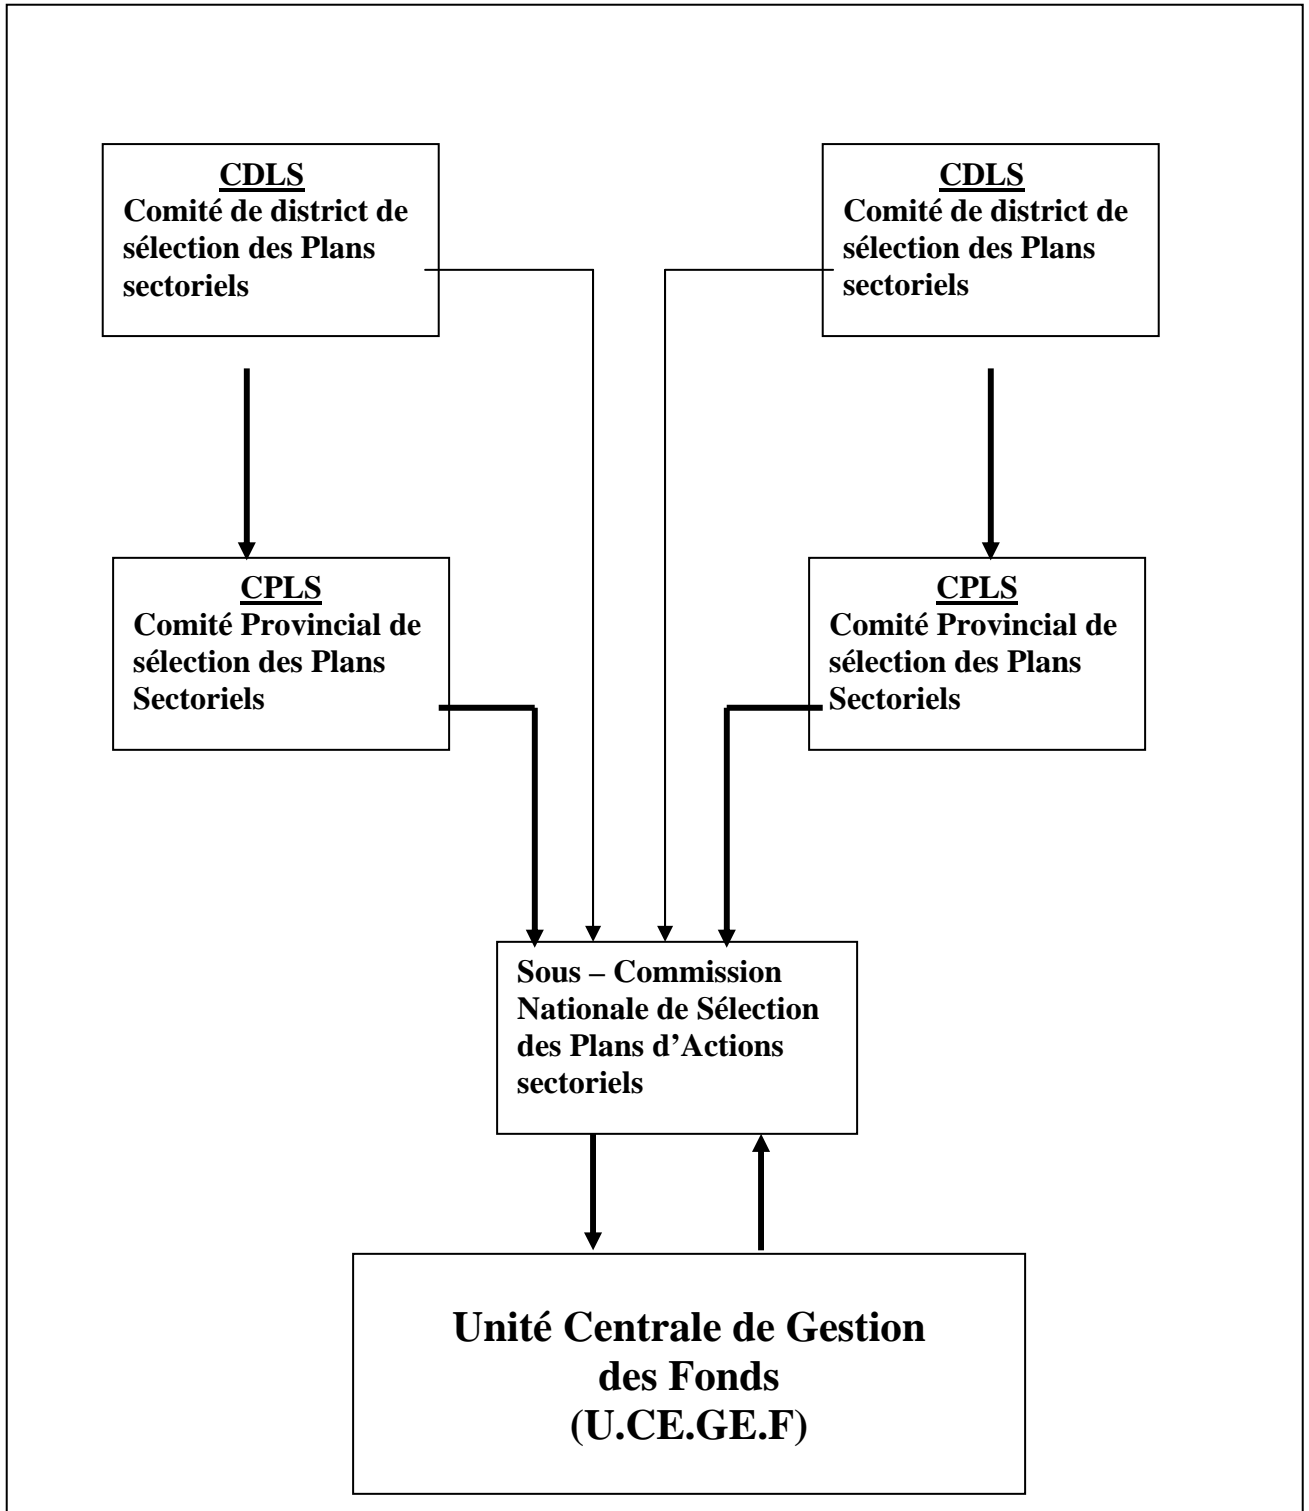 CDLS
Comité de district de
sélection des Plans
sectoriels
CDLS
Comité de district de
sélection des Plans
sectoriels
CPLS
Comité Provincial de
sélection des Plans
Sectoriels
CPLS
Comité Provincial de
sélection des Plans
Sectoriels
Sous – Commission
Nationale de Sélection
des Plans d’Actions
sectoriels
Unité Centrale de Gestion
des Fonds
(U.CE.GE.F)